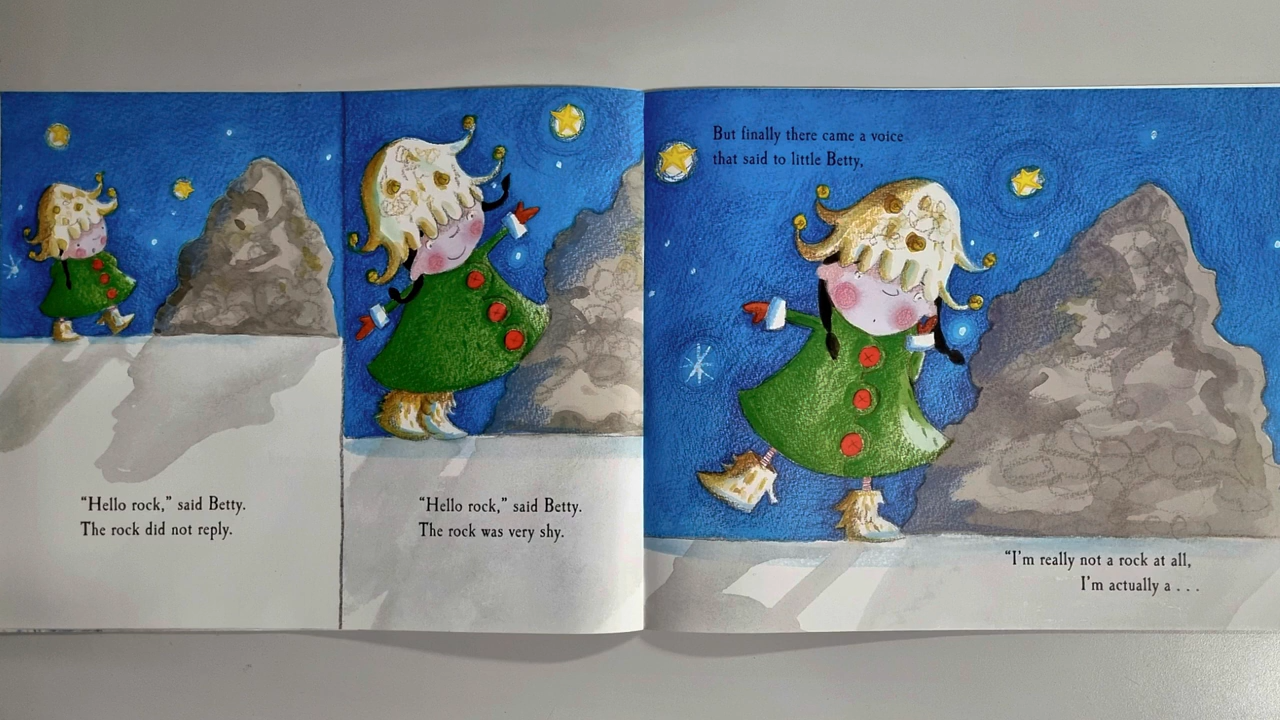 “Hello rock,” said Betty.
The rock did not reply.
“Hello rock,” said Betty.
The rock was very shy.
But finally there came a voice
that said to little Betty,
“I’m really not a rock at all,
I’m actually a . . .